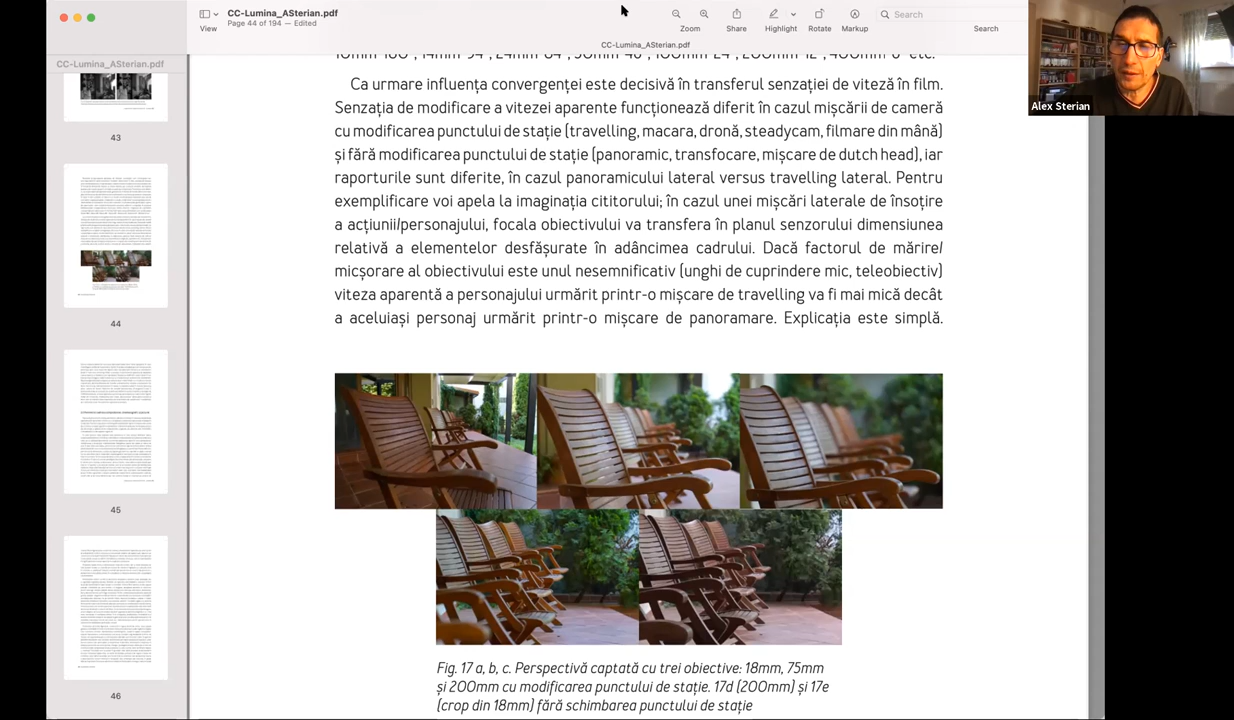 CC-Lumina_ASterian.pdf
Page 44 of 194 — Edited
View
Zoom
Share
Highlight
Rotate
Markup
Search
Search
CC-Lumina_ASterian.pdf
CC-Lumina_ASterian.pdf
Alex Sterian
43
44
45
46
Ca urmare influența convergenței este decisivă în transferul senzației de viteză în film.
Senzația de modificare a vitezei aparente funcționează diferit în cazul mișcării de cameră
cu modificarea punctului de stație (travelling, macara, dronă, steadycam, filmare din mână)
și fără modificarea punctului de stație (panoramic, transfocare, mișcare de dutch head), iar
raporturile sunt diferite, în cazul panoramicului lateral versus travelling lateral. Pentru
exemplificare voi apela la imaginația cititorului; în cazul unei mișcări laterale de însoțire
a acțiunii/personajului, focala obiectivului va transfera în planul senzorului dimensiunea
relativă a elementelor desfășurate în adâncimea cadrului. Dacă factorul de mărire/
micșorare al obiectivului este unul nesemnificativ (unghi de cuprindere mic, teleobiectiv)
viteza aparentă a personajului urmărit printr-o mișcare de travelling va fi mai mică decât
a aceluiași personaj urmărit printr-o mișcare de panoramare. Explicația este simplă.
Fig. 17 a, b, c. Perspectivă captată cu trei obiective: 18mm, 75mm
și 200mm cu modificarea punctului de stație. 17d (200mm) și 17e
(crop din 18mm) fără schimbarea punctului de stație